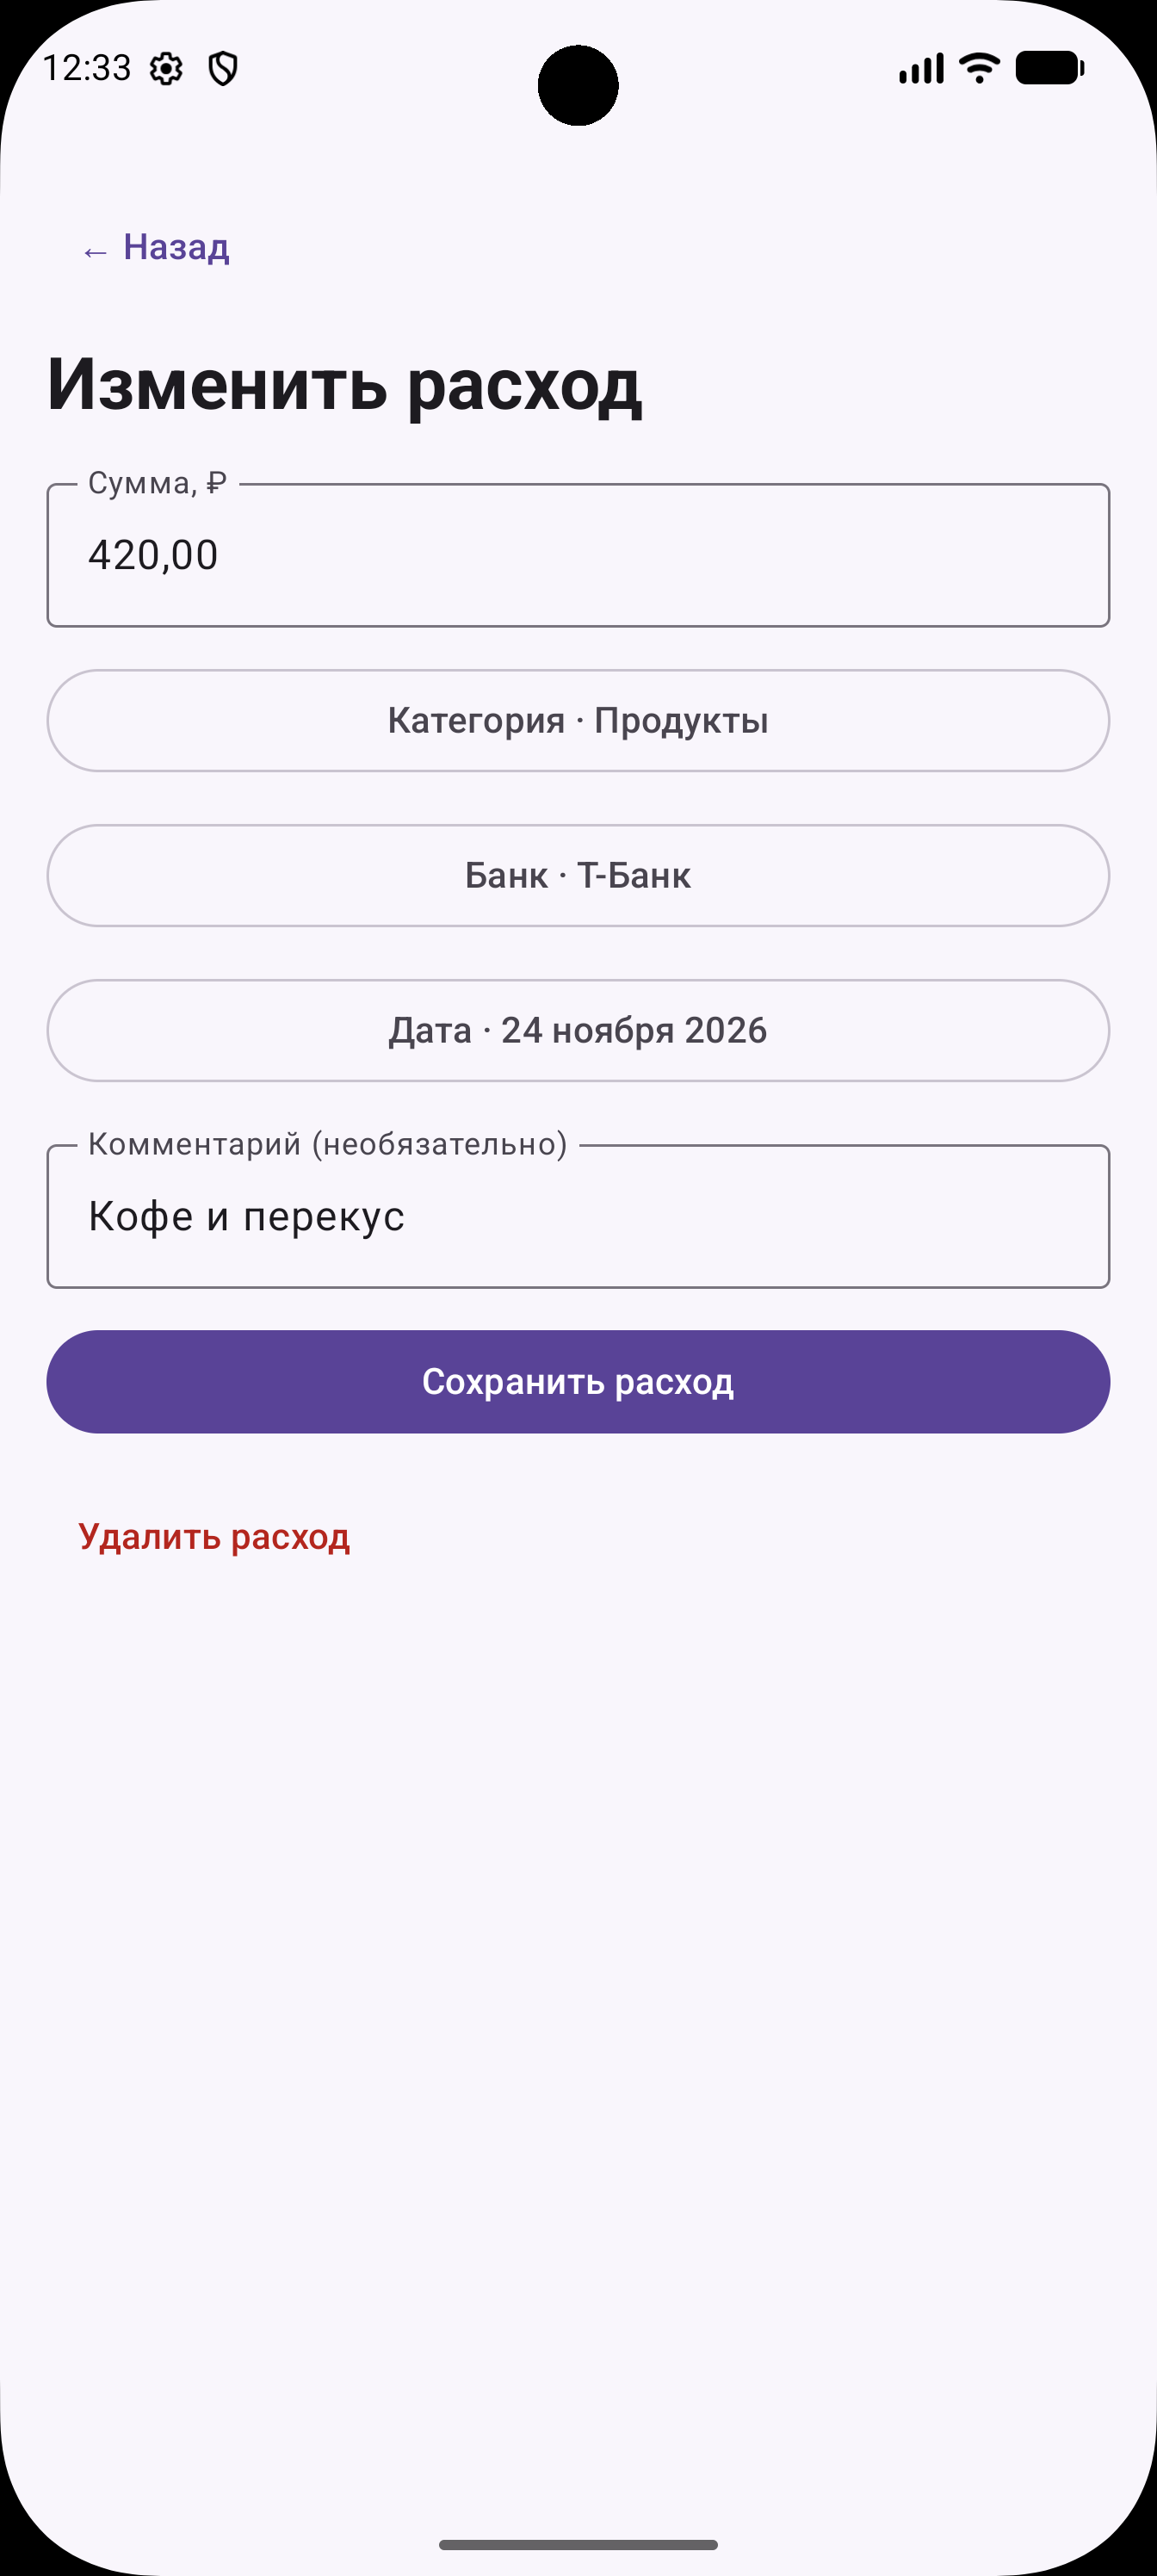 12:33
← Назад
Изменить расход
Сумма, ₽
420,00
Категория · Продукты
Банк · Т-Банк
Дата · 24 ноября 2026
Комментарий (необязательно)
Кофе и перекус
Сохранить расход
Удалить расход